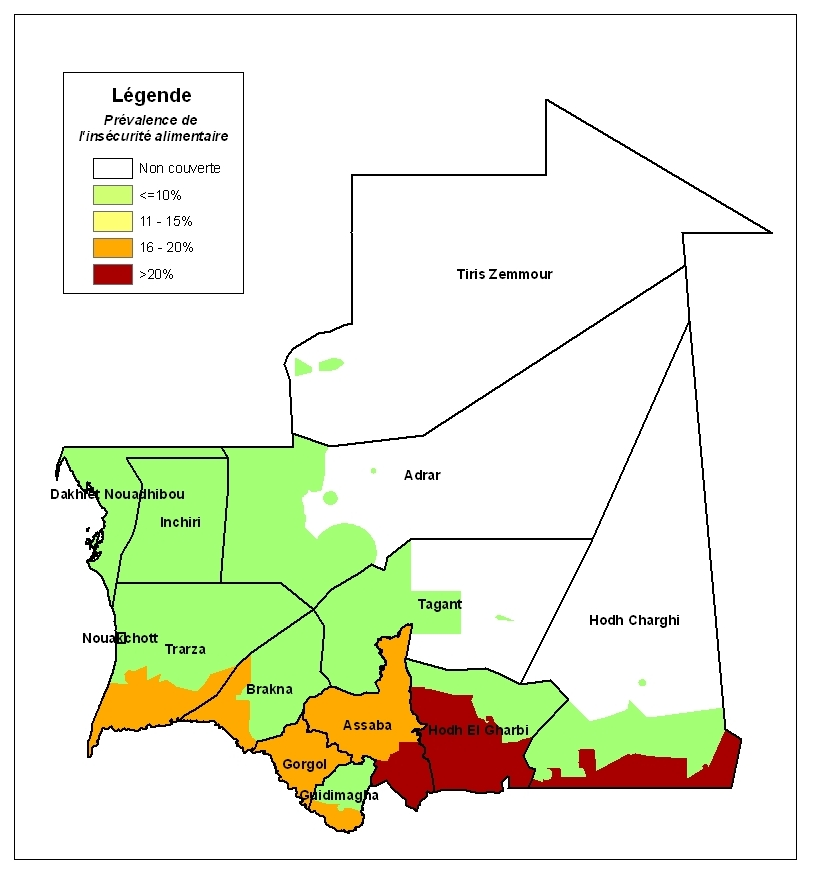 Légende
Prévalence de
l'insécurité alimentaire
Non couverte
<=10%
11 - 15%
16 - 20%
>20%
Tiris Zemmour
Adrar
Dakhlet Nouadhibou
Inchiri
Tagant
Hodh Charghi
Nouakchott
Trarza
Brakna
Assaba
Hodh El Gharbi
Gorgol
Guidimagha